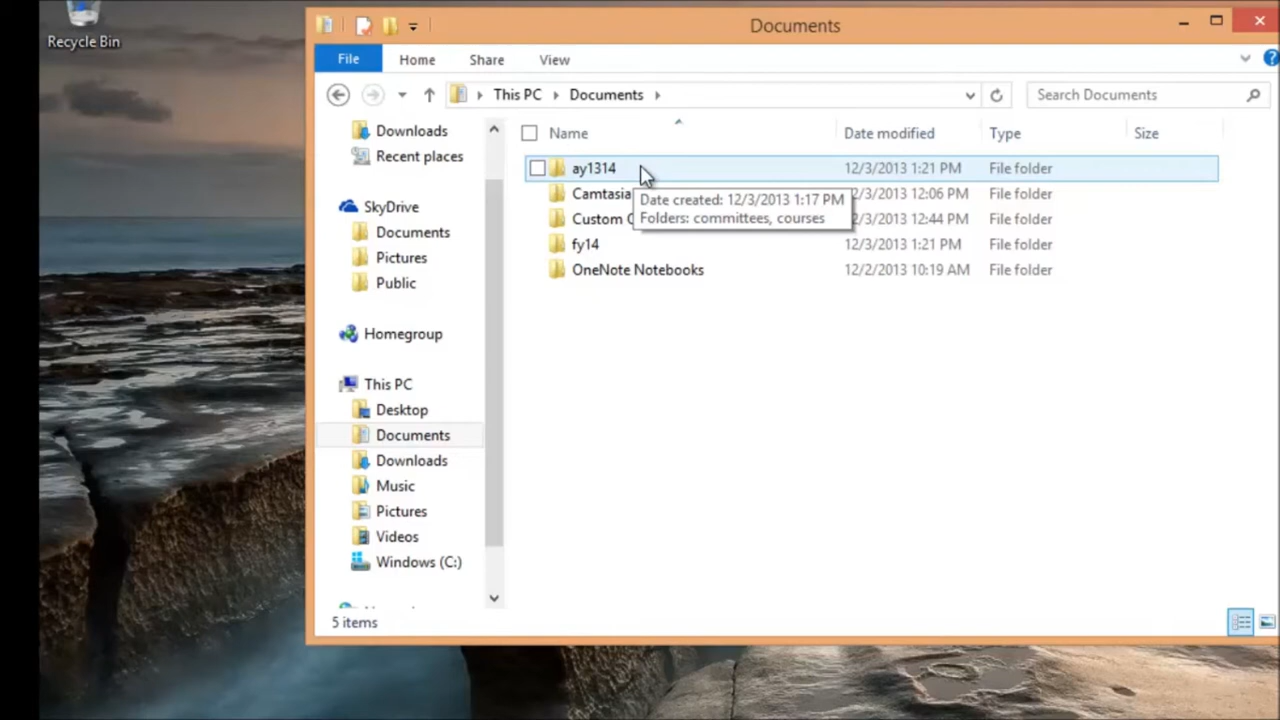 Recycle Bin
Documents
File Home Share View
This PC Documents
Search Documents
Downloads
Recent places
SkyDrive
Documents
Pictures
Public
Homegroup
This PC
Desktop
Documents
Downloads
Music
Pictures
Videos
Windows (C:)
Name Date modified Type Size
ay1314 12/3/2013 1:21 PM File folder
Camtasia 12/3/2013 12:06 PM File folder
Custom 12/3/2013 12:44 PM File folder
fy14 12/3/2013 1:21 PM File folder
OneNote Notebooks 12/2/2013 10:19 AM File folder
Date created: 12/3/2013 1:17 PM
Folders: committees, courses
5 items